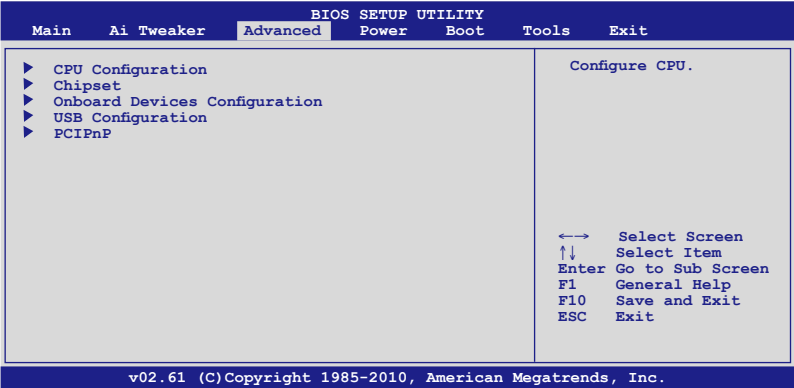 BIOS SETUP UTILITY
Main Ai Tweaker Advanced Power Boot Tools Exit
CPU Configuration
Chipset
Onboard Devices Configuration
USB Configuration
PCIPnP
Configure CPU.
←→ Select Screen
↑↓ Select Item
Enter Go to Sub Screen
F1 General Help
F10 Save and Exit
ESC Exit
v02.61 (C)Copyright 1985-2010, American Megatrends, Inc.